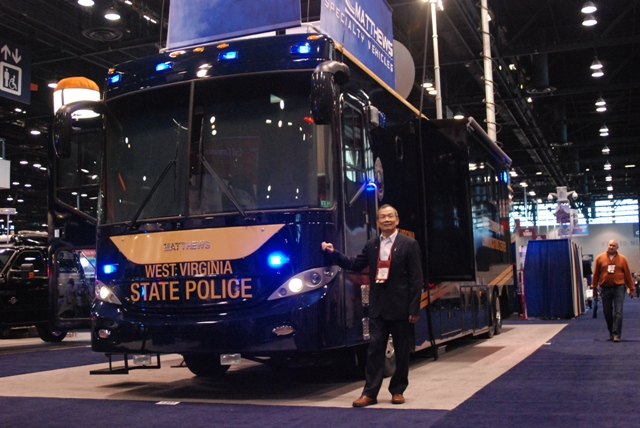 MATTHEWS
SPECIALTY VEHICLES
MATTHEWS
WEST VIRGINIA
STATE POLICE